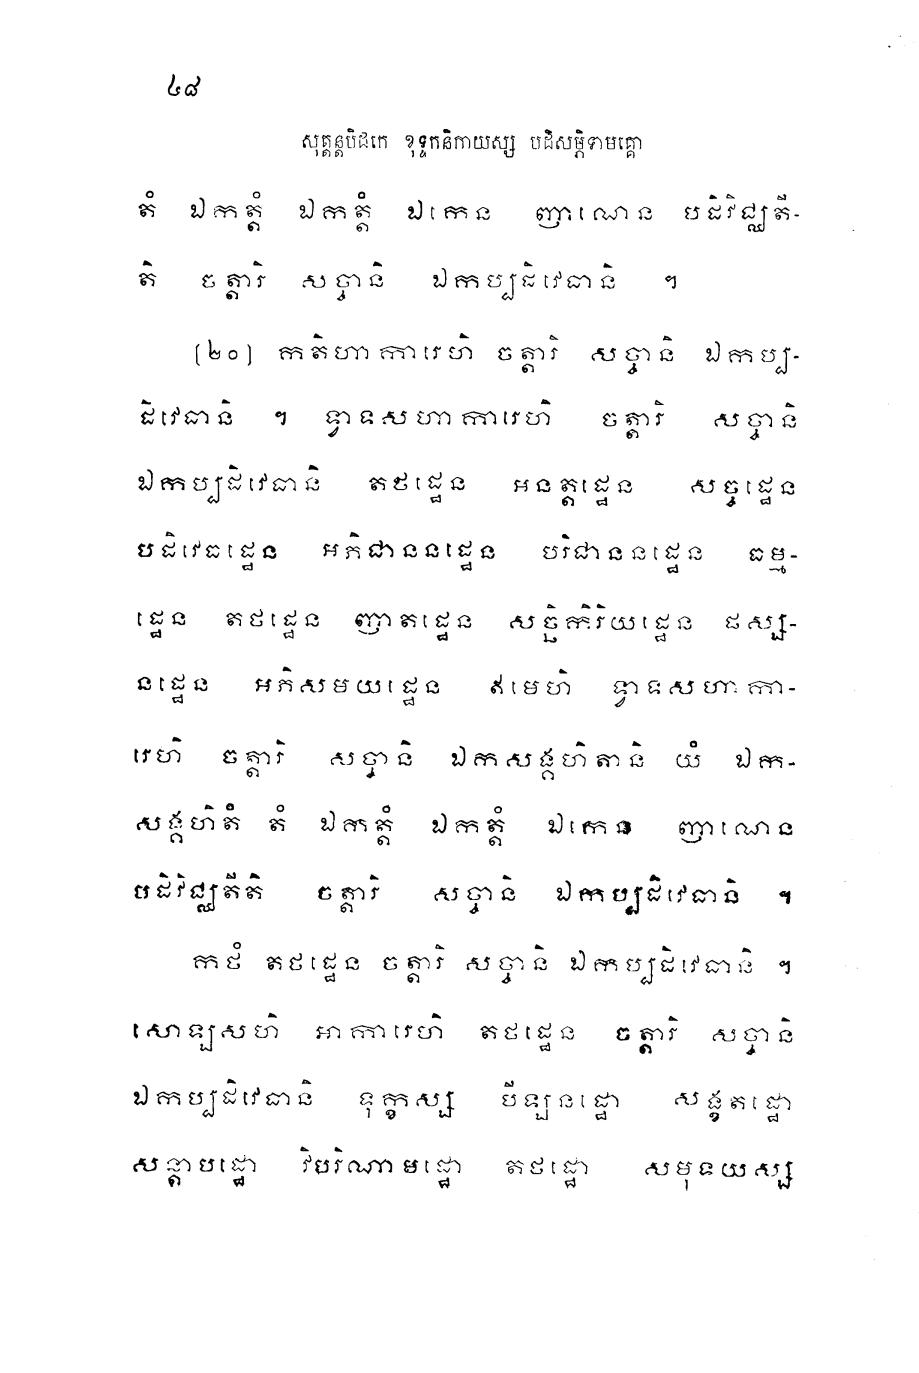 ៤៨
សុត្តន្តបិដកេ ខុទ្ទកនិកាយស្ស បដិសម្ភិទាមគ្គោ
តំ ឯកត្តំ ឯកត្តំ ឯកេន ញាណេន បដិវិជ្ឈតី-
តិ ចត្តារិ សច្ចានិ ឯកប្បដិវេធានិ ។
(២០) កតិហាការេហិ ចត្តារិ សច្ចានិ ឯកប្ប-
ដិវេធានិ ។ ទ្វាទសហាការេហិ ចត្តារិ សច្ចានិ
ឯកប្បដិវេធានិ តថដ្ឋេន អនត្តដ្ឋេន សច្ចដ្ឋេន
បដិវេធដ្ឋេន អភិជាននដ្ឋេន បរិជាននដ្ឋេន ធម្ម-
ដ្ឋេន តថដ្ឋេន ញាតដ្ឋេន សច្ឆិកិរិយដ្ឋេន ផស្ស-
នដ្ឋេន អភិសមយដ្ឋេន ឥមេហិ ទ្វាទសហាកា-
រេហិ ចត្តារិ សច្ចានិ ឯកសង្គហិតានិ យំ ឯក-
សង្គហិតំ តំ ឯកត្តំ ឯកត្តំ ឯកេន ញាណេន
បដិវិជ្ឈតីតិ ចត្តារិ សច្ចានិ ឯកប្បដិវេធានិ ។
កថំ តថដ្ឋេន ចត្តារិ សច្ចានិ ឯកប្បដិវេធានិ ។
សោឡសហិ អាការេហិ តថដ្ឋេន ចត្តារិ សច្ចានិ
ឯកប្បដិវេធានិ ទុក្ខស្ស បីឡនដ្ឋោ សង្ខតដ្ឋោ
សន្តាបដ្ឋោ វិបរិណាមដ្ឋោ តថដ្ឋោ សមុទយស្ស